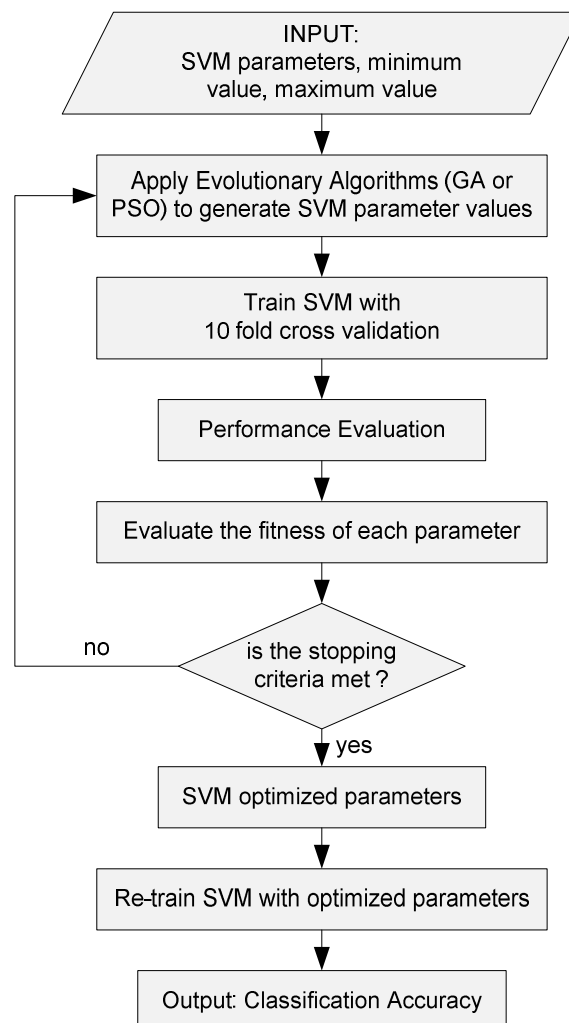 INPUT:
SVM parameters, minimum
value, maximum value
Apply Evolutionary Algorithms (GA or
PSO) to generate SVM parameter values
Train SVM with
10 fold cross validation
Performance Evaluation
Evaluate the fitness of each parameter
is the stopping
criteria met ?
no
yes
SVM optimized parameters
Re-train SVM with optimized parameters
Output: Classification Accuracy